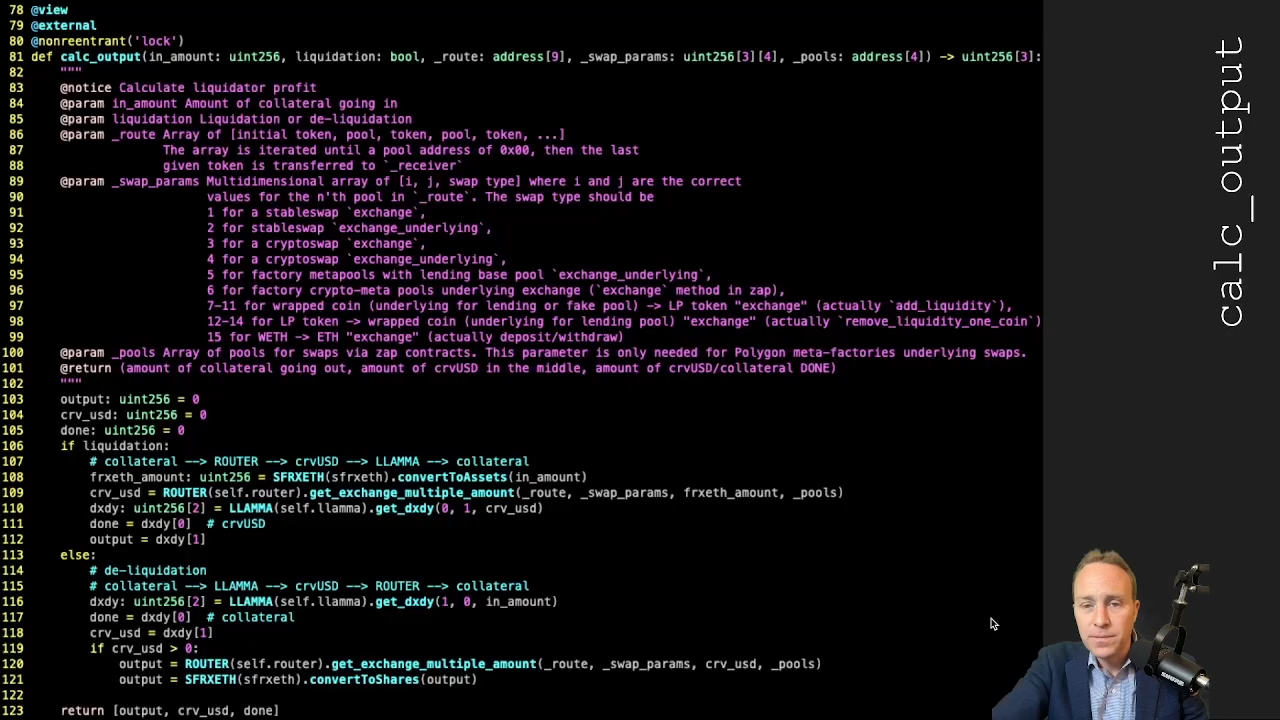 78 @view
79 @external
80 @nonreentrant('lock')
81 def calc_output(in_amount: uint256, liquidation: bool, _route: address[9], _swap_params: uint256[3][4], _pools: address[4]) -> uint256[3]:
82     """
83     @notice Calculate liquidator profit
84     @param in_amount Amount of collateral going in
85     @param liquidation Liquidation or de-liquidation
86     @param _route Array of [initial token, pool, token, pool, token, ...]
87                   The array is iterated until a pool address of 0x00, then the last
88                   given token is transferred to `_receiver`
89     @param _swap_params Multidimensional array of [i, j, swap type] where i and j are the correct
90                         values for the n'th pool in `_route`. The swap type should be
91                         1 for a stableswap `exchange`,
92                         2 for stableswap `exchange_underlying`,
93                         3 for a cryptoswap `exchange`,
94                         4 for a cryptoswap `exchange_underlying`,
95                         5 for factory metapools with lending base pool `exchange_underlying`,
96                         6 for factory crypto-meta pools underlying exchange (`exchange` method in zap),
97                         7-11 for wrapped coin (underlying for lending or fake pool) -> LP token "exchange" (actually `add_liquidity`),
98                         12-14 for LP token -> wrapped coin (underlying for lending pool) "exchange" (actually `remove_liquidity_one_coin`)
99                         15 for WETH -> ETH "exchange" (actually deposit/withdraw)
100     @param _pools Array of pools for swaps via zap contracts. This parameter is only needed for Polygon meta-factories underlying swaps.
101     @return (amount of collateral going out, amount of crvUSD in the middle, amount of crvUSD/collateral DONE)
102     """
103     output: uint256 = 0
104     crv_usd: uint256 = 0
105     done: uint256 = 0
106     if liquidation:
107         # collateral --> ROUTER --> crvUSD --> LLAMMA --> collateral
108         frxeth_amount: uint256 = SFRXETH(sfrxeth).convertToAssets(in_amount)
109         crv_usd = ROUTER(self.router).get_exchange_multiple_amount(_route, _swap_params, frxeth_amount, _pools)
110         dxdy: uint256[2] = LLAMMA(self.llamma).get_dxdy(0, 1, crv_usd)
111         done = dxdy[0]  # crvUSD
112         output = dxdy[1]
113     else:
114         # de-liquidation
115         # collateral --> LLAMMA --> crvUSD --> ROUTER --> collateral
116         dxdy: uint256[2] = LLAMMA(self.llamma).get_dxdy(1, 0, in_amount)
117         done = dxdy[0]  # collateral
118         crv_usd = dxdy[1]
119         if crv_usd > 0:
120             output = ROUTER(self.router).get_exchange_multiple_amount(_route, _swap_params, crv_usd, _pools)
121             output = SFRXETH(sfrxeth).convertToShares(output)
122
123     return [output, crv_usd, done]
calc_output